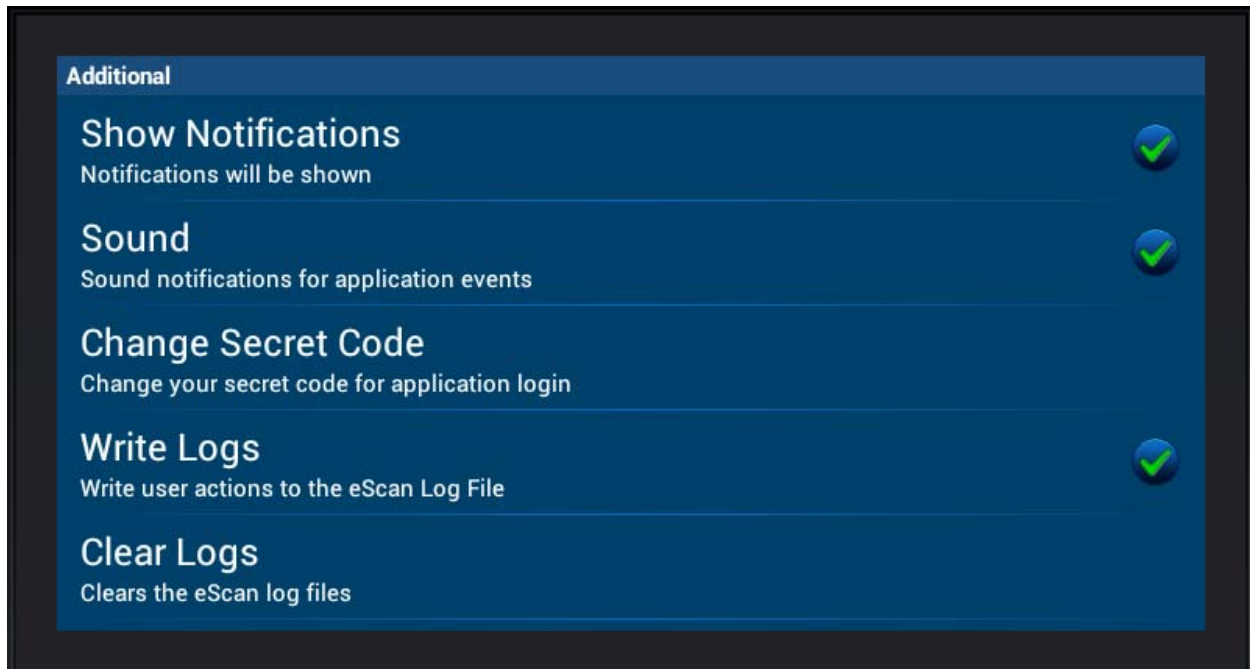 Additional
Show Notifications
Notifications will be shown
Sound
Sound notifications for application events
Change Secret Code
Change your secret code for application login
Write Logs
Write user actions to the eScan Log File
Clear Logs
Clears the eScan log files